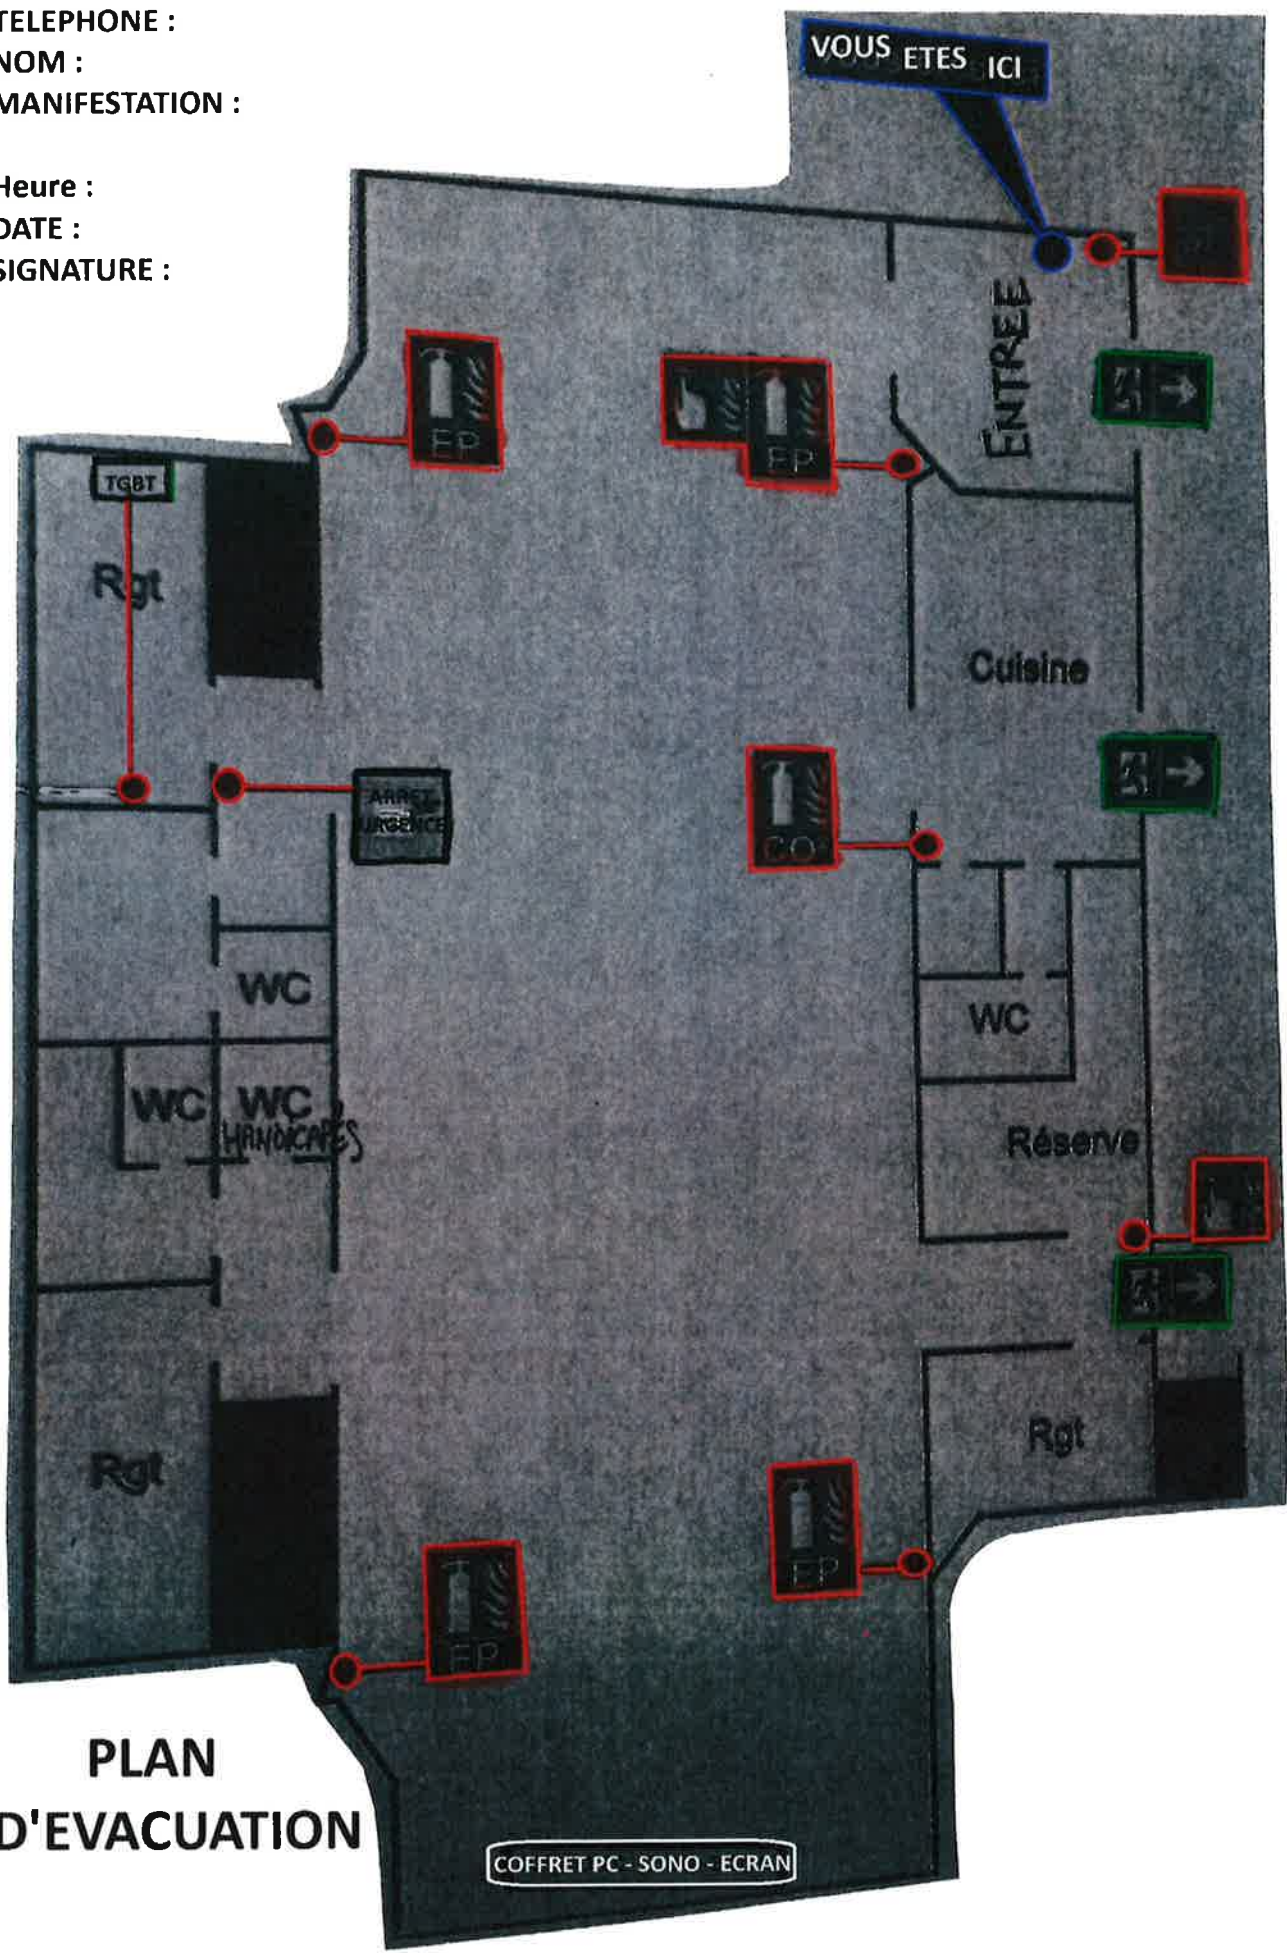 TELEPHONE :
NOM :
MANIFESTATION :
Heure :
DATE :
SIGNATURE :
VOUS ETES ICI
ENTREE
EP
EP
TGBT
Rgt
Cuisine
ARRET
URGENCE
CO
WC
WC
WC
WC
HANDICAPÉS
Réserve
Rgt
Rgt
EP
EP
PLAN
D'EVACUATION
COFFRET PC - SONO - ECRAN